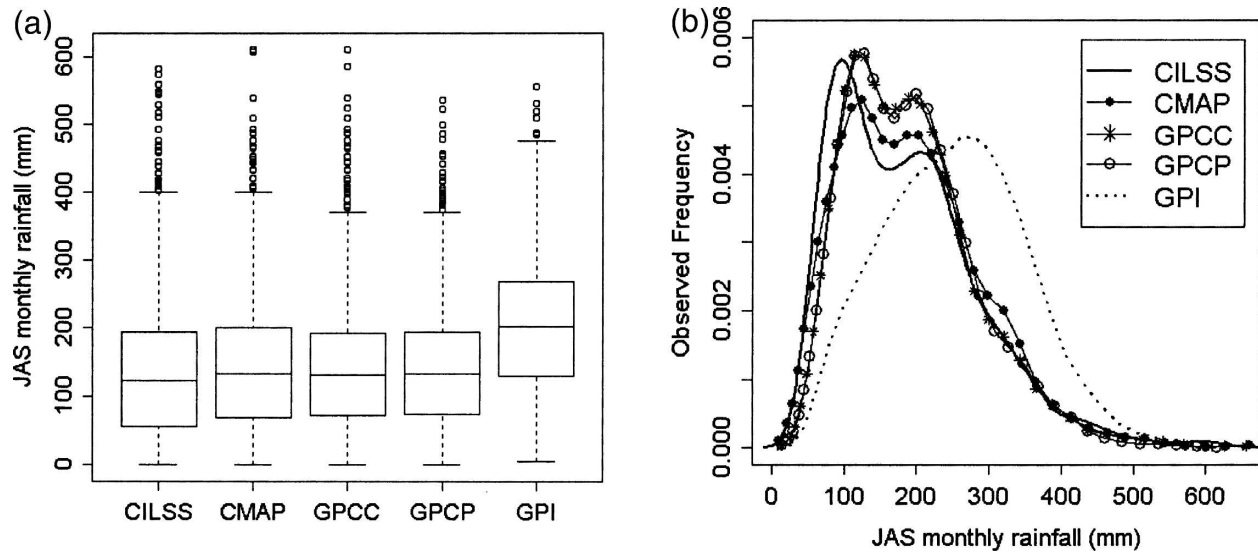 (a)
JAS monthly rainfall (mm)
600
500
400
300
200
100
0
CILSS CMAP GPCC GPCP GPI
(b)
Observed Frequency
0.006
0.004
0.002
0.000
CILSS
CMAP
GPCC
GPCP
GPI
0 100 200 300 400 500 600
JAS monthly rainfall (mm)